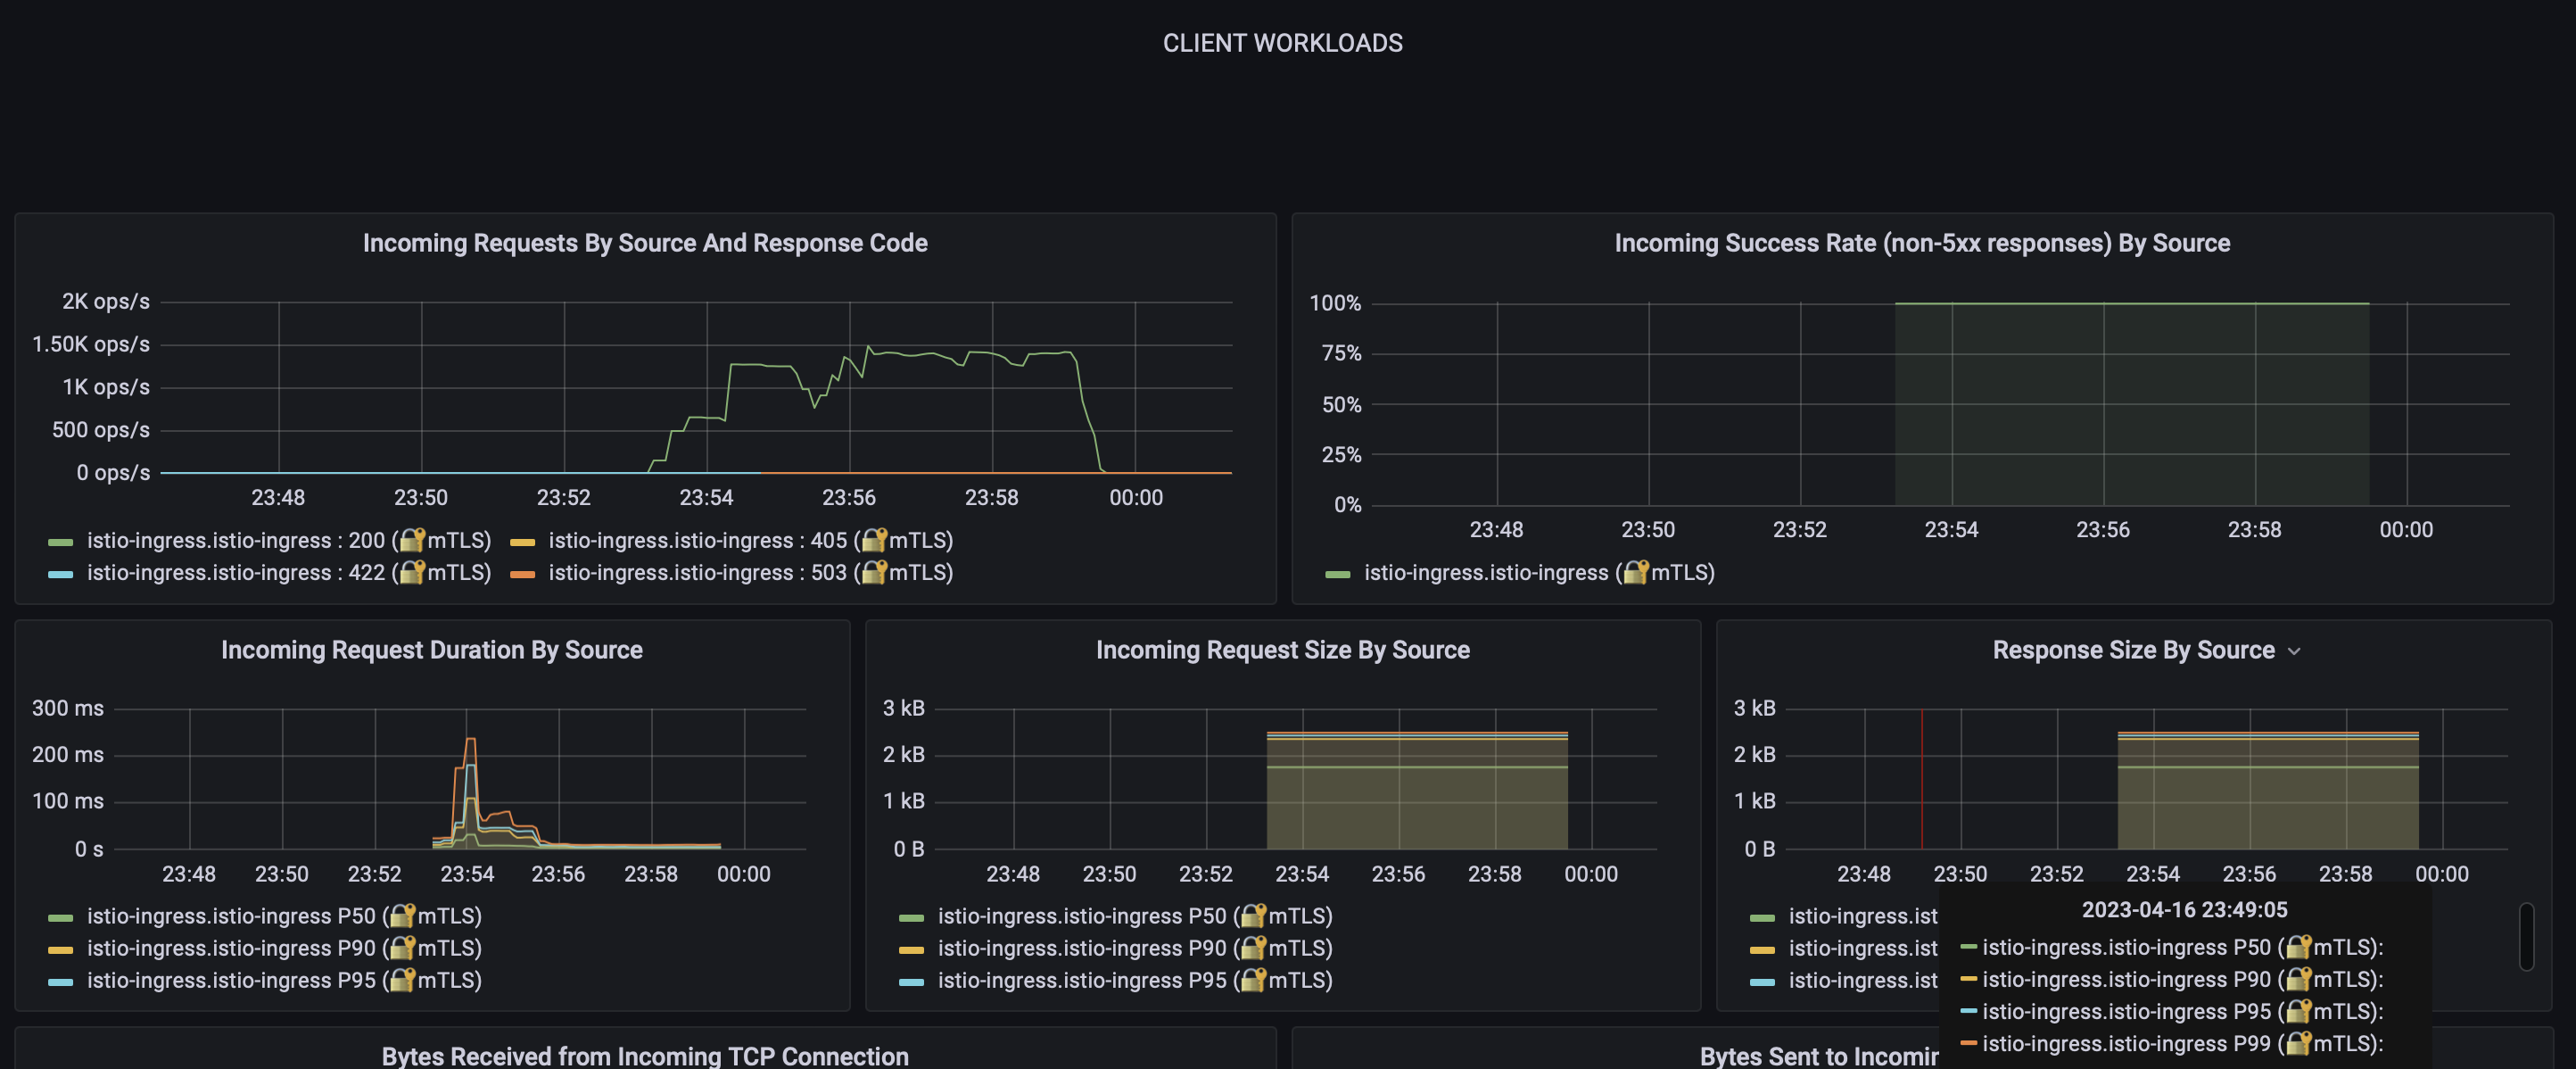 CLIENT WORKLOADS
Incoming Requests By Source And Response Code
2K ops/s
1.50K ops/s
1K ops/s
500 ops/s
0 ops/s
23:48 23:50 23:52 23:54 23:56 23:58 00:00
istio-ingress.istio-ingress : 200 (🔐mTLS) istio-ingress.istio-ingress : 405 (🔐mTLS)
istio-ingress.istio-ingress : 422 (🔐mTLS) istio-ingress.istio-ingress : 503 (🔐mTLS)
Incoming Success Rate (non-5xx responses) By Source
100%
75%
50%
25%
0%
23:48 23:50 23:52 23:54 23:56 23:58 00:00
istio-ingress.istio-ingress (🔐mTLS)
Incoming Request Duration By Source
300 ms
200 ms
100 ms
0 s
23:48 23:50 23:52 23:54 23:56 23:58 00:00
istio-ingress.istio-ingress P50 (🔐mTLS)
istio-ingress.istio-ingress P90 (🔐mTLS)
istio-ingress.istio-ingress P95 (🔐mTLS)
Incoming Request Size By Source
3 kB
2 kB
1 kB
0 B
23:48 23:50 23:52 23:54 23:56 23:58 00:00
istio-ingress.istio-ingress P50 (🔐mTLS)
istio-ingress.istio-ingress P90 (🔐mTLS)
istio-ingress.istio-ingress P95 (🔐mTLS)
Response Size By Source
3 kB
2 kB
1 kB
0 B
23:48 23:50 23:52 23:54 23:56 23:58 00:00
istio-ingress.ist
istio-ingress.ist
istio-ingress.ist
2023-04-16 23:49:05
istio-ingress.istio-ingress P50 (🔐mTLS):
istio-ingress.istio-ingress P90 (🔐mTLS):
istio-ingress.istio-ingress P95 (🔐mTLS):
istio-ingress.istio-ingress P99 (🔐mTLS):
Bytes Received from Incoming TCP Connection
Bytes Sent to Incomin